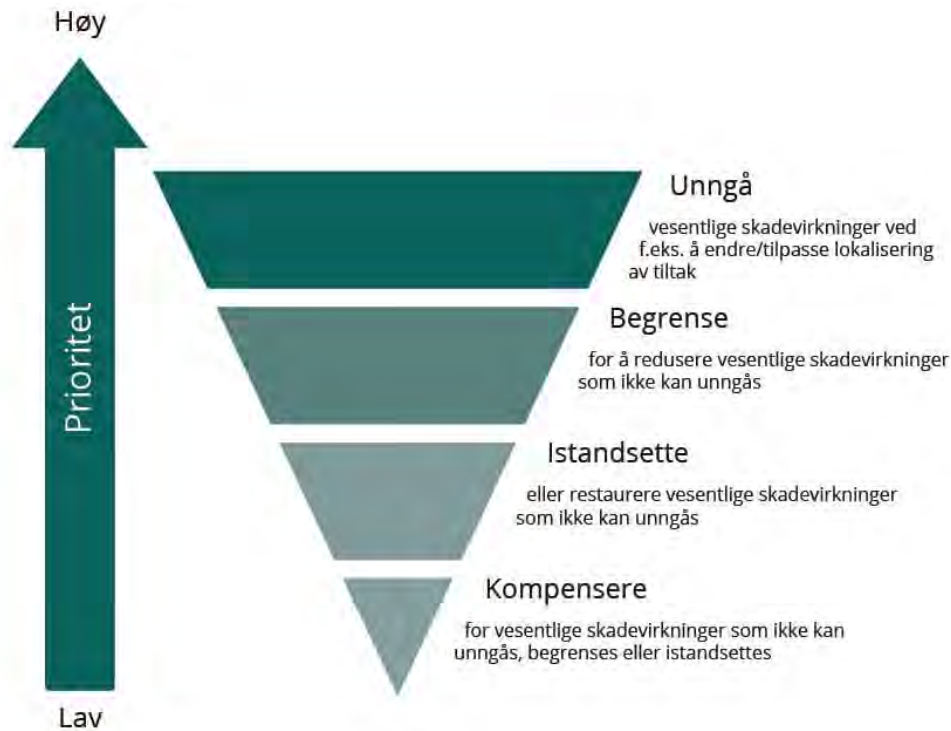 Høy
Prioritet
Lav
Unngå
vesentlige skadevirkninger ved
f.eks. å endre/tilpasse lokalisering
av tiltak
Begrense
for å redusere vesentlige skadevirkninger
som ikke kan unngås
Istandsette
eller restaurere vesentlige skadevirkninger
som ikke kan unngås
Kompensere
for vesentlige skadevirkninger som ikke kan
unngås, begrenses eller istandsettes